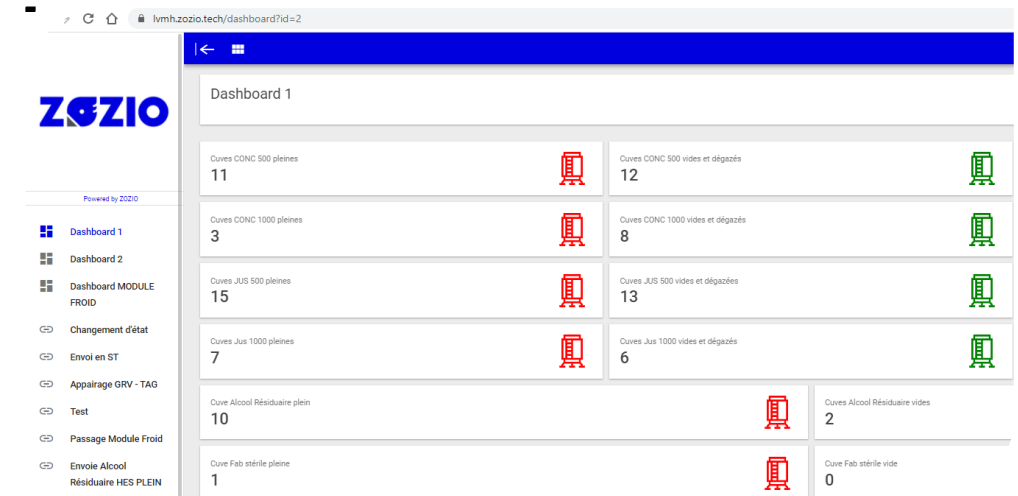 lvmh.zozio.tech/dashboard?id=2
ZOZIO
Powered by ZOZIO
Dashboard 1
Dashboard 2
Dashboard MODULE
FROID
Changement d'état
Envoi en ST
Appairage GRV - TAG
Test
Passage Module Froid
Envoie Alcool
Résiduaire HES PLEIN
Dashboard 1
Cuves CONC 500 pleines
11
Cuves CONC 500 vides et dégazés
12
Cuves CONC 1000 pleines
3
Cuves CONC 1000 vides et dégazés
8
Cuves JUS 500 pleines
15
Cuves JUS 500 vides et dégazées
13
Cuves Jus 1000 pleines
7
Cuves Jus 1000 vides et dégazés
6
Cuve Alcool Résiduaire plein
10
Cuves Alcool Résiduaire vides
2
Cuve Fab stérile pleine
1
Cuve Fab stérile vide
0